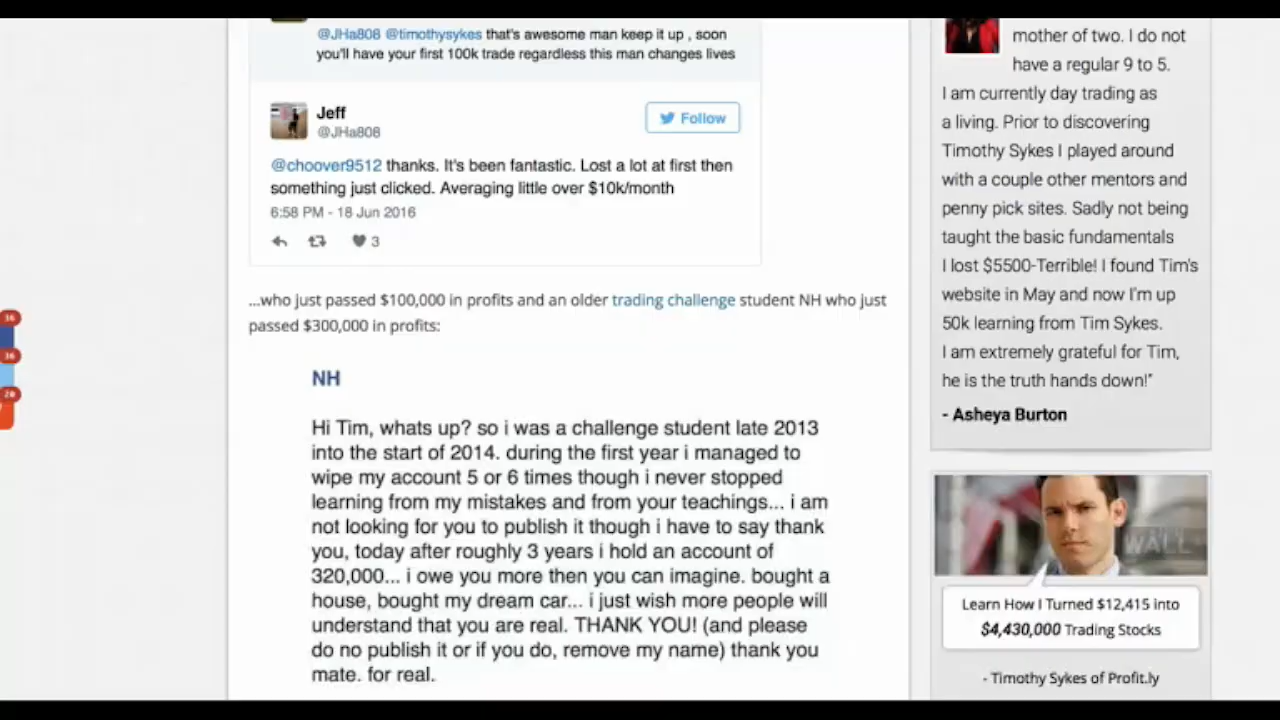 @JHa808 @timothysykes that's awesome man keep it up , soon
you'll have your first 100k trade regardless this man changes lives
Jeff
@JHa808
Follow
@choover9512 thanks. It's been fantastic. Lost a lot at first then
something just clicked. Averaging little over $10k/month
6:58 PM - 18 Jun 2016
3
...who just passed $100,000 in profits and an older trading challenge student NH who just
passed $300,000 in profits:
NH
Hi Tim, whats up? so i was a challenge student late 2013
into the start of 2014. during the first year i managed to
wipe my account 5 or 6 times though i never stopped
learning from my mistakes and from your teachings... i am
not looking for you to publish it though i have to say thank
you, today after roughly 3 years i hold an account of
320,000... i owe you more then you can imagine. bought a
house, bought my dream car... i just wish more people will
understand that you are real. THANK YOU! (and please
do no publish it or if you do, remove my name) thank you
mate. for real.
36
36
20
mother of two. I do not
have a regular 9 to 5.
I am currently day trading as
a living. Prior to discovering
Timothy Sykes I played around
with a couple other mentors and
penny pick sites. Sadly not being
taught the basic fundamentals
I lost $5500-Terrible! I found Tim's
website in May and now I'm up
50k learning from Tim Sykes.
I am extremely grateful for Tim,
he is the truth hands down!"
- Asheya Burton
WALL
Learn How I Turned $12,415 into
$4,430,000 Trading Stocks
- Timothy Sykes of Profit.ly